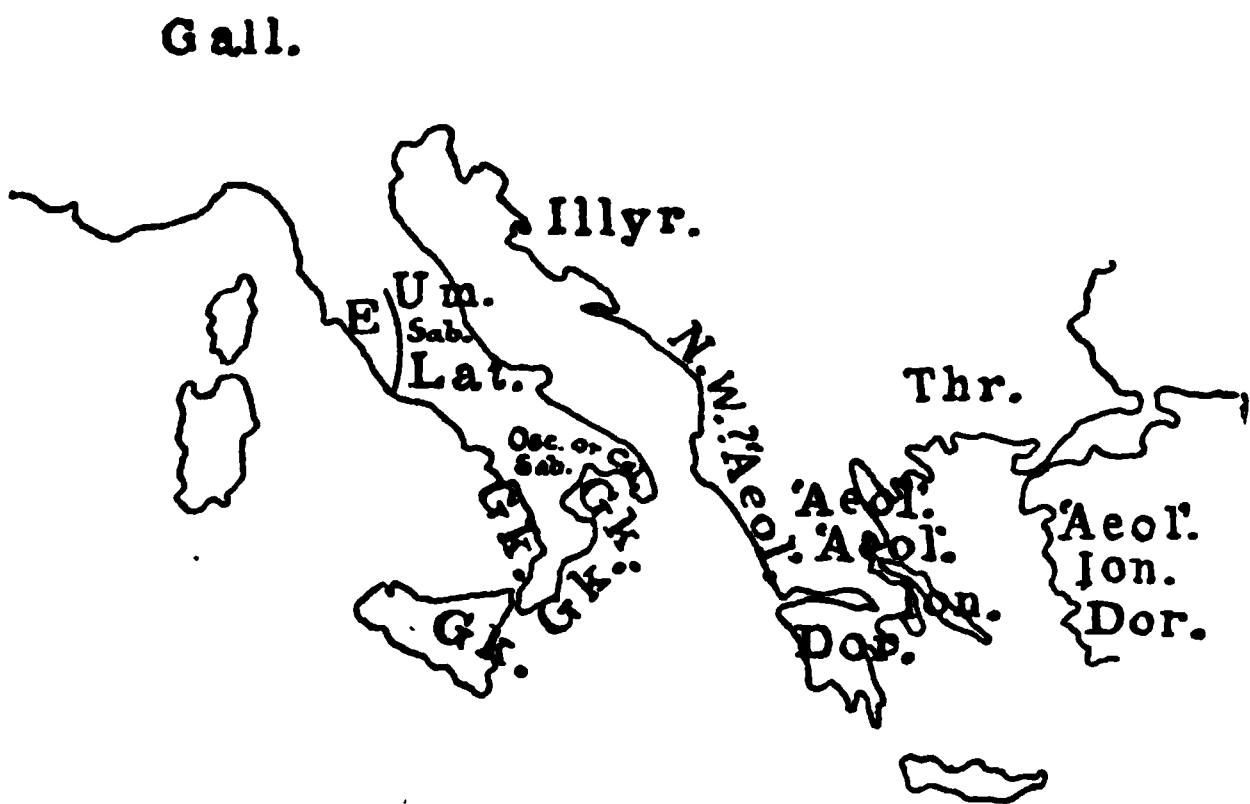 Gall.
Illyr.
E
Um.
Sab.
Lat.
N.W.?'Aeol.
Thr.
Osc. or
Sab.
Gk.
Gk.
Gk.
Gk.
'Aeol'.
'Aeol'.
Ion.
Dor.
'Aeol'.
Ion.
Dor.